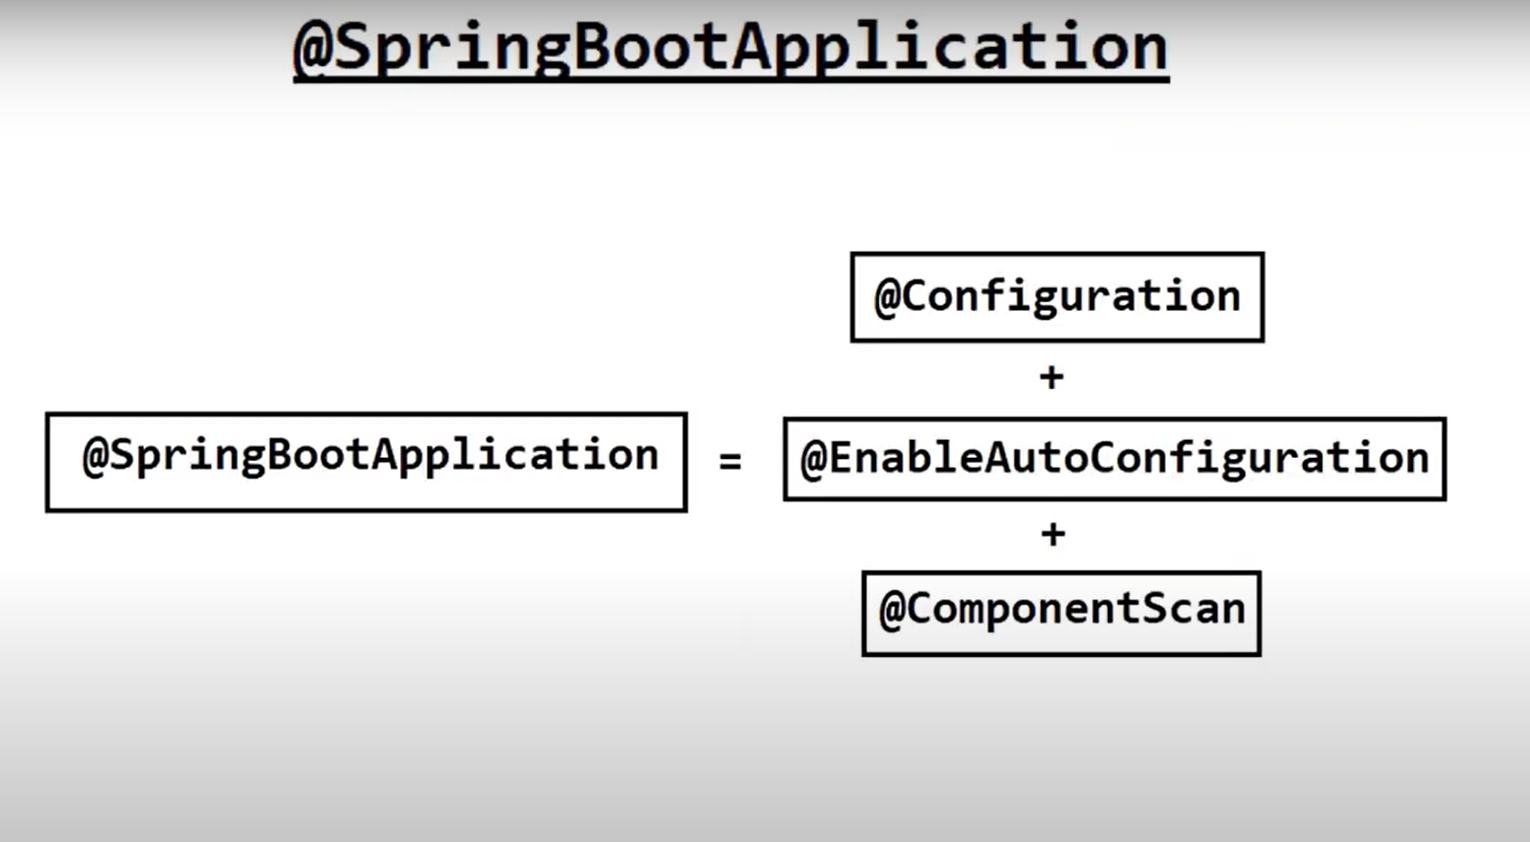 @SpringBootApplication
@Configuration
+
@SpringBootApplication = @EnableAutoConfiguration
+
@ComponentScan